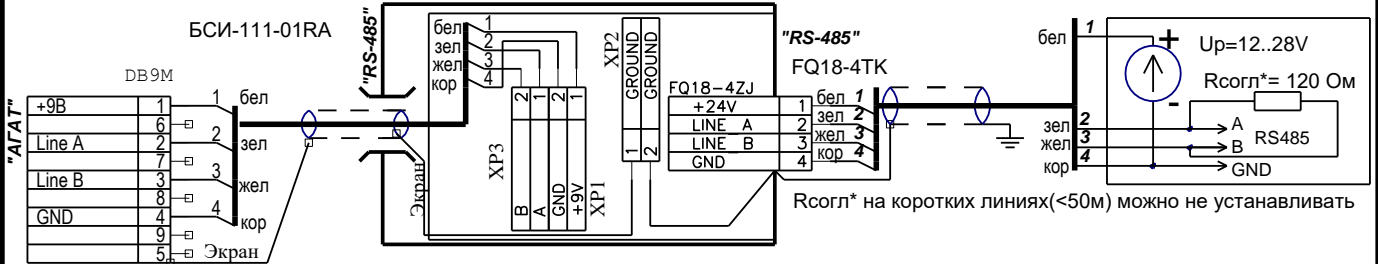 БСИ-111-01RA
"АГАТ"
DB9M
+9В 1
6
Line A 2
7
Line B 3
8
GND 4
9
5
1 бел
2 зел
3 жел
4 кор
Экран
"RS-485"
бел 1
зел 2
жел 3
кор 4
Экран
XP3
B 2
A 1
GND 2
+9V 1
XP1
XP2
GROUND 1
GROUND 2
"RS-485"
FQ18-4TK
FQ18-4ZJ
+24V 1
LINE_A 2
LINE_B 3
GND 4
бел 1
зел 2
жел 3
кор 4
бел 1
зел 2
жел 3
кор 4
+
-
Up=12..28V
Rсогл*= 120 Ом
A
B
RS485
GND
Rсогл* на коротких линиях(<50м) можно не устанавливать